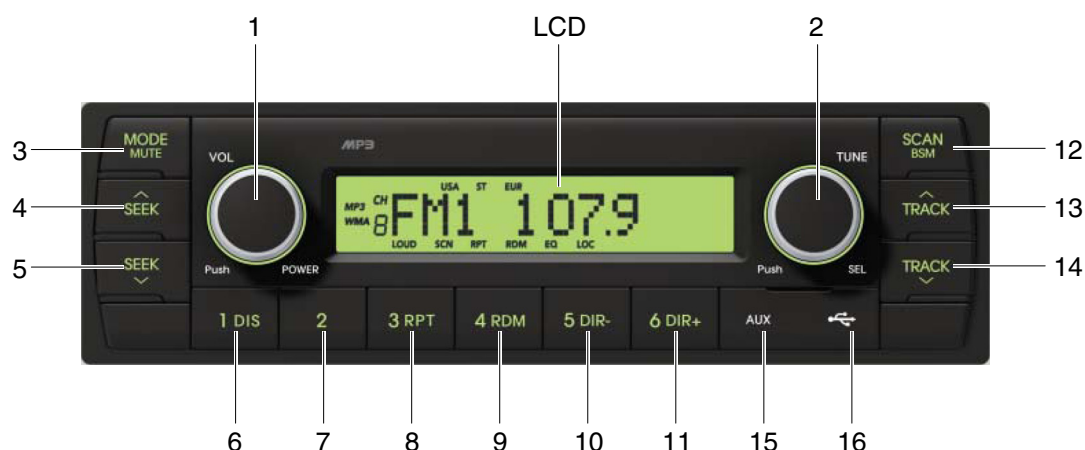 1 LCD 2
3 MODE MUTE VOL MP3 TUNE SCAN BSM 12
USA ST EUR
4 SEEK MP3 CH FM1 107.9 TRACK 13
WMA 8
LOUD SCN RPT RDM EQ LOC
5 SEEK Push POWER Push SEL TRACK 14
1 DIS 2 3 RPT 4 RDM 5 DIR- 6 DIR+ AUX
6 7 8 9 10 11 15 16